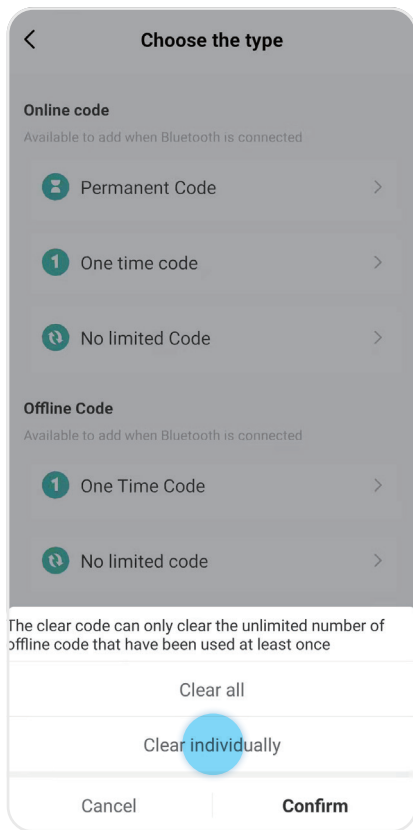 Choose the type
Online code
Available to add when Bluetooth is connected
Permanent Code
1 One time code
No limited Code
Offline Code
Available to add when Bluetooth is connected
1 One Time Code
No limited code
The clear code can only clear the unlimited number of
offline code that have been used at least once
Clear all
Clear individually
Cancel Confirm